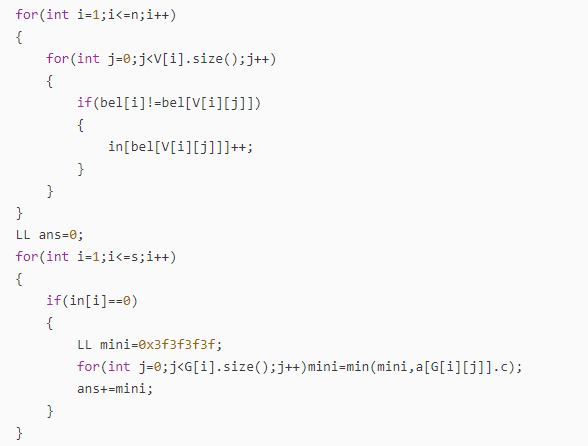 for(int i=1;i<=n;i++)
{
    for(int j=0;j<V[i].size();j++)
    {
        if(bel[i]!=bel[V[i][j]])
        {
            in[bel[V[i][j]]]++;
        }
    }
}
LL ans=0;
for(int i=1;i<=s;i++)
{
    if(in[i]==0)
    {
        LL mini=0x3f3f3f3f;
        for(int j=0;j<G[i].size();j++)mini=min(mini,a[G[i][j]].c);
        ans+=mini;
    }
}